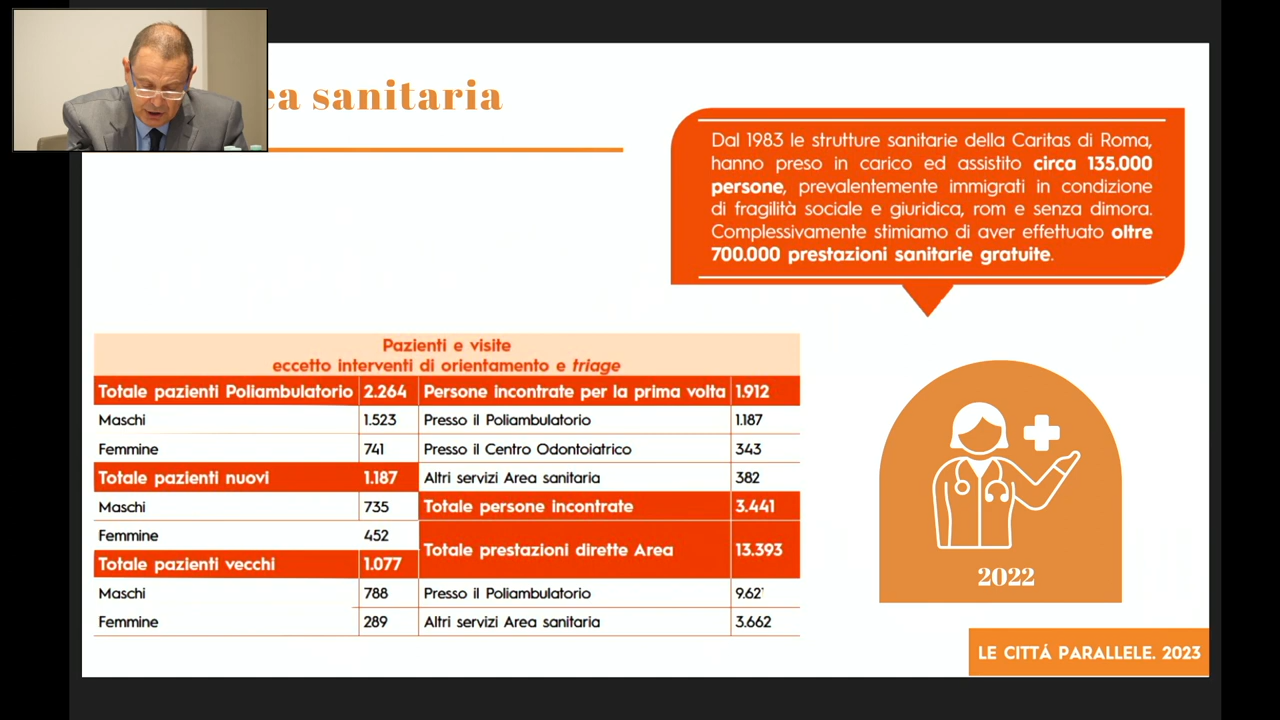 ea sanitaria
Dal 1983 le strutture sanitarie della Caritas di Roma,
hanno preso in carico ed assistito circa 135.000
persone, prevalentemente immigrati in condizione
di fragilità sociale e giuridica, rom e senza dimora.
Complessivamente stimiamo di aver effettuato oltre
700.000 prestazioni sanitarie gratuite.
Pazienti e visite
eccetto interventi di orientamento e triage
Totale pazienti Poliambulatorio 2.264 Persone incontrate per la prima volta 1.912
Maschi 1.523 Presso il Poliambulatorio 1.187
Femmine 741 Presso il Centro Odontoiatrico 343
Totale pazienti nuovi 1.187 Altri servizi Area sanitaria 382
Maschi 735 Totale persone incontrate 3.441
Femmine 452
Totale prestazioni dirette Area 13.393
Totale pazienti vecchi 1.077
Maschi 788 Presso il Poliambulatorio
Femmine 289 Altri servizi Area sanitaria 3.662
2022
LE CITTÁ PARALLELE. 2023